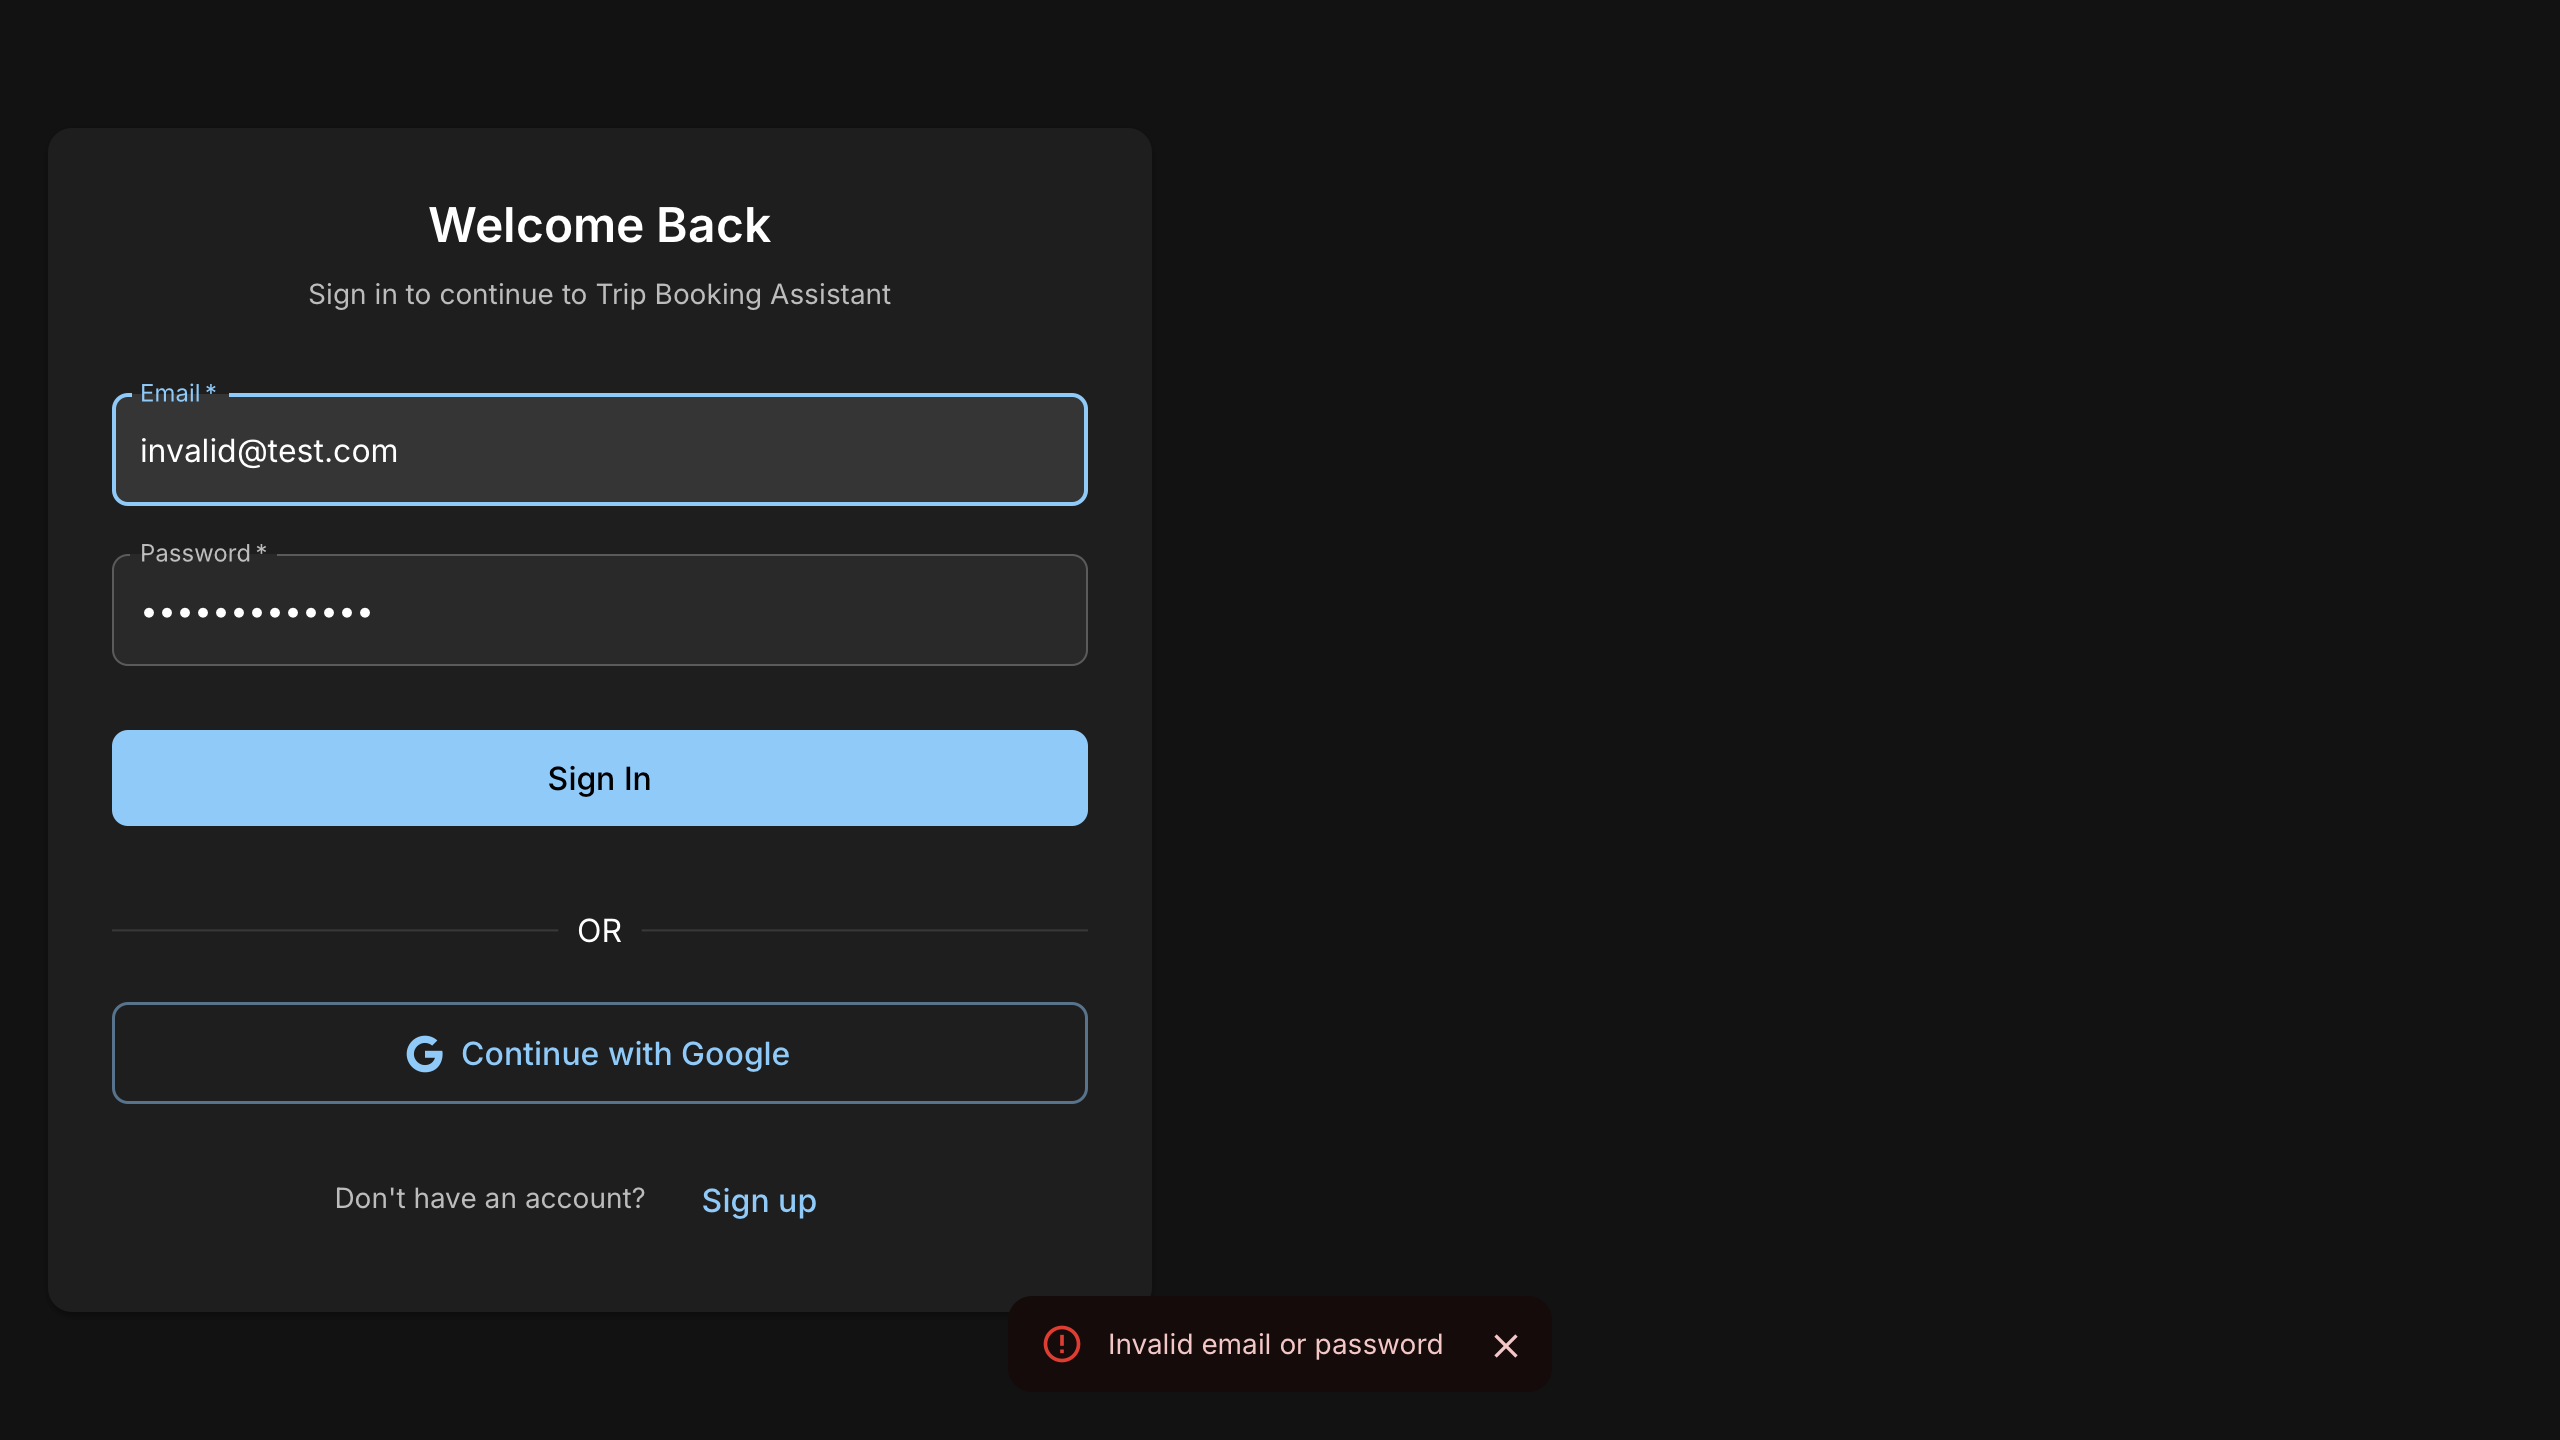 Welcome Back
Sign in to continue to Trip Booking Assistant
Email *
invalid@test.com
Password *
•••••••••••••
Sign In
OR
Continue with Google
Don't have an account? Sign up
Invalid email or password